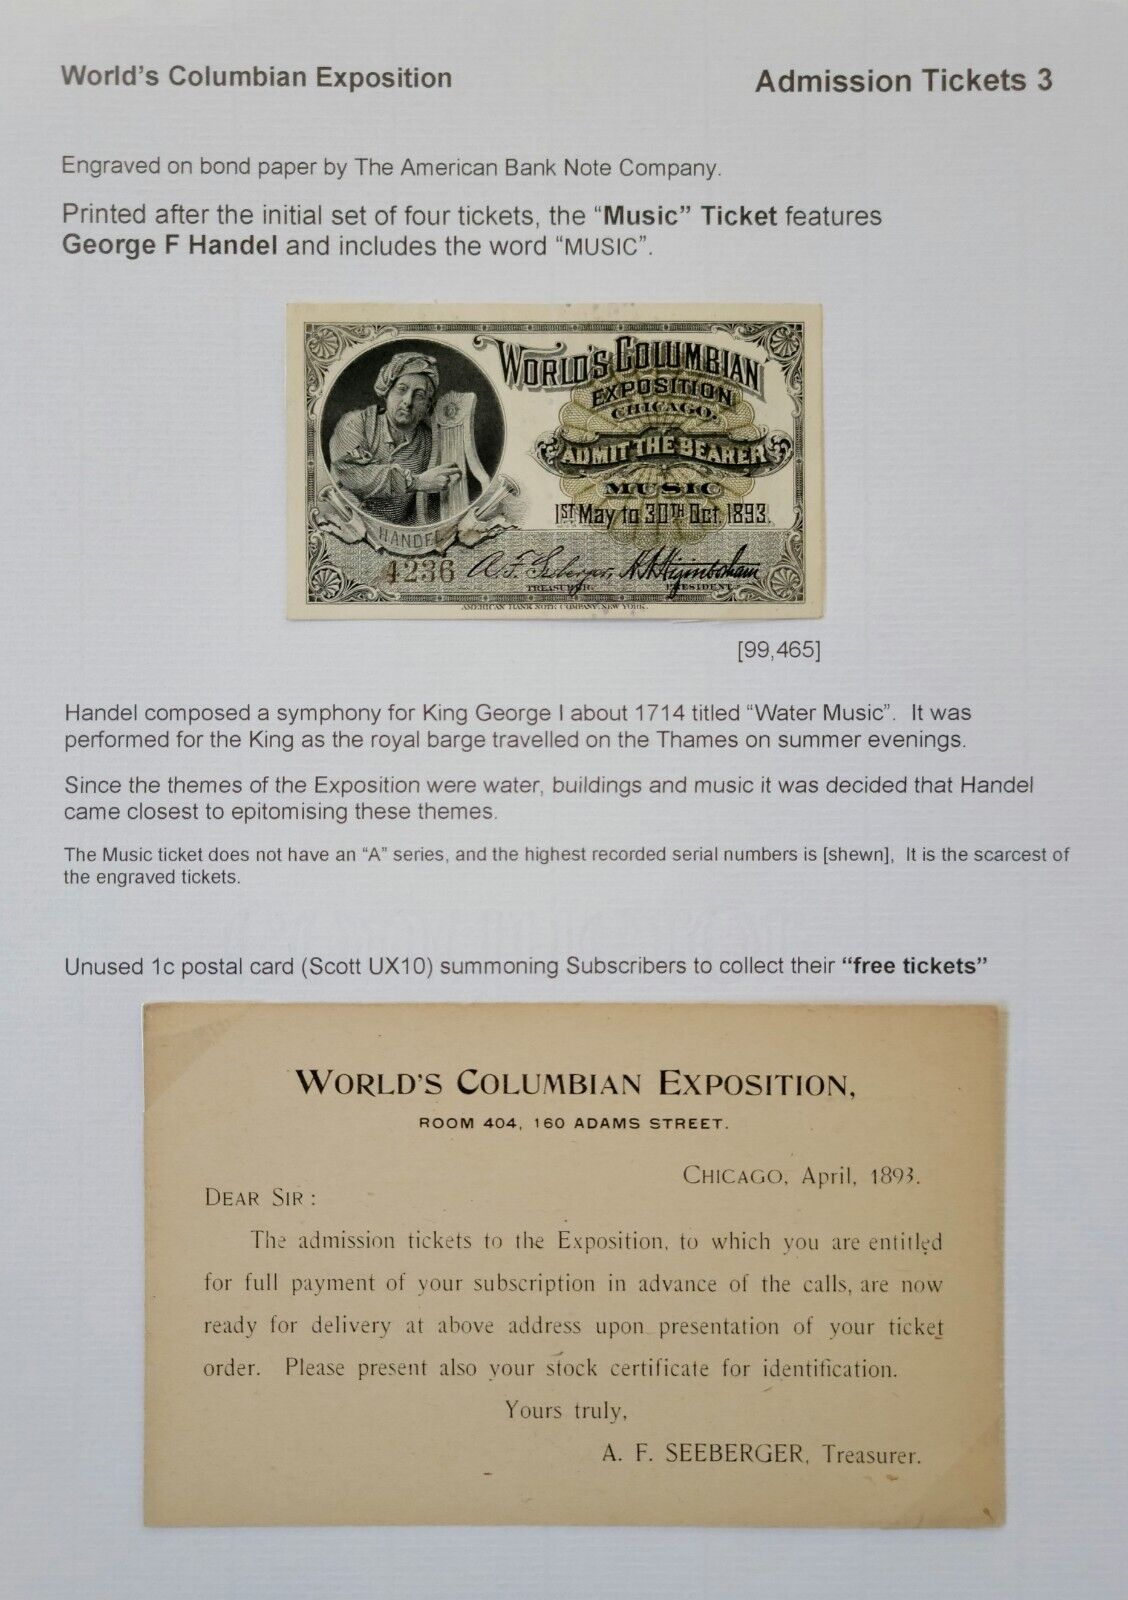 World's Columbian Exposition
Admission Tickets 3
Engraved on bond paper by The American Bank Note Company.
Printed after the initial set of four tickets, the “Music” Ticket features
George F Handel and includes the word “MUSIC”.
WORLD'S COLUMBIAN
EXPOSITION
CHICAGO.
ADMIT THE BEARER
MUSIC
1ST May to 30TH Oct. 1893.
HANDEL
4236
A. F. Seeberger, H. N. Higinbotham
TREASURER. PRESIDENT.
AMERICAN BANK NOTE COMPANY, NEW YORK.
[99,465]
Handel composed a symphony for King George I about 1714 titled “Water Music”. It was
performed for the King as the royal barge travelled on the Thames on summer evenings.
Since the themes of the Exposition were water, buildings and music it was decided that Handel
came closest to epitomising these themes.
The Music ticket does not have an “A” series, and the highest recorded serial numbers is [shewn], It is the scarcest of
the engraved tickets.
Unused 1c postal card (Scott UX10) summoning Subscribers to collect their “free tickets”
WORLD'S COLUMBIAN EXPOSITION,
ROOM 404, 160 ADAMS STREET.
CHICAGO, April, 1893.
DEAR SIR:
The admission tickets to the Exposition, to which you are entitled
for full payment of your subscription in advance of the calls, are now
ready for delivery at above address upon presentation of your ticket
order. Please present also your stock certificate for identification.
Yours truly,
A. F. SEEBERGER, Treasurer.